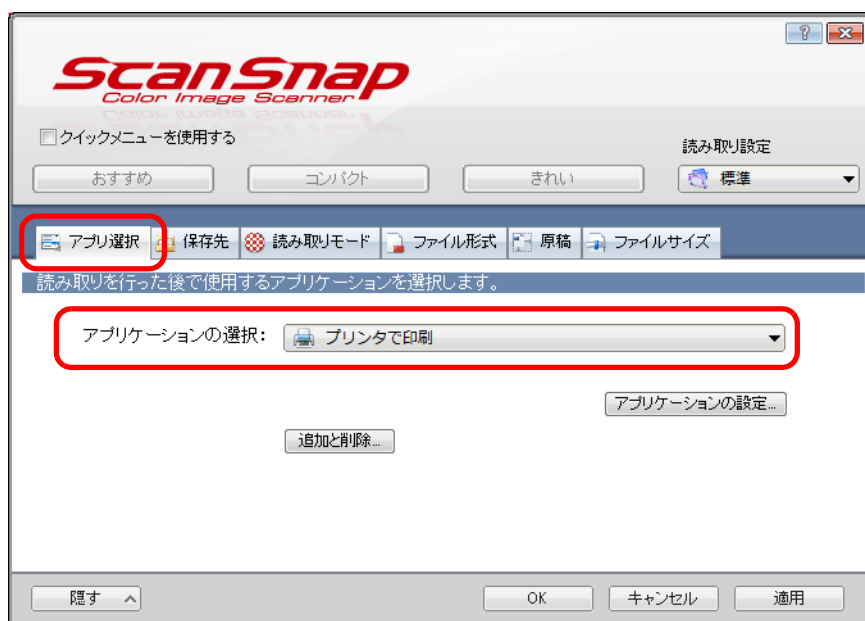 ScanSnap
Color Image Scanner
クイックメニューを使用する
読み取り設定
おすすめ コンパクト きれい 標準
アプリ選択 保存先 読み取りモード ファイル形式 原稿 ファイルサイズ
読み取りを行った後で使用するアプリケーションを選択します。
アプリケーションの選択: プリンタで印刷
アプリケーションの設定...
追加と削除...
隠す OK キャンセル 適用